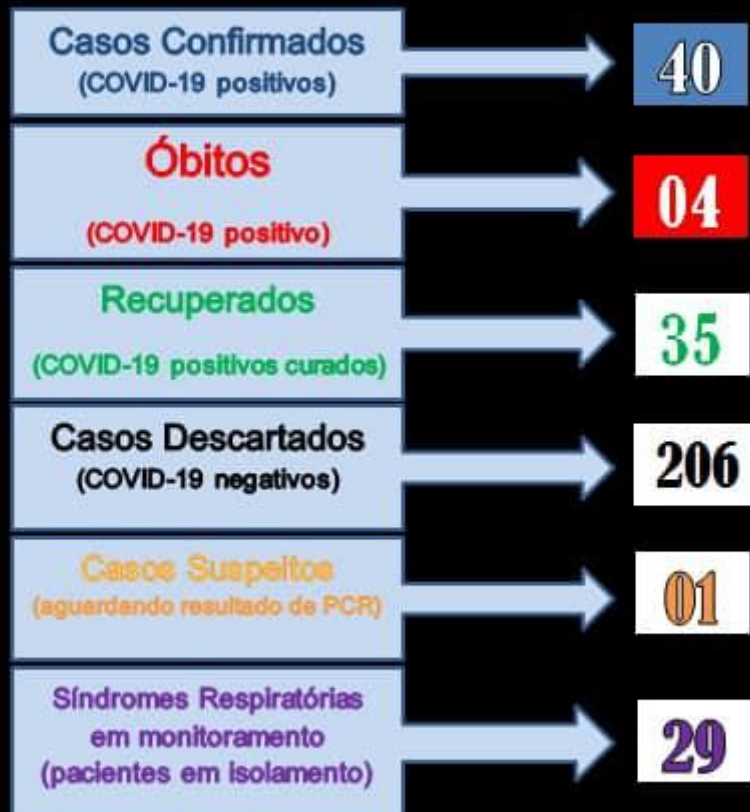 Casos Confirmados
(COVID-19 positivos)
40
Óbitos
(COVID-19 positivo)
04
Recuperados
(COVID-19 positivos curados)
35
Casos Descartados
(COVID-19 negativos)
206
Casos Suspeitos
(aguardando resultado de PCR)
01
Síndromes Respiratórias
em monitoramento
(pacientes em isolamento)
29